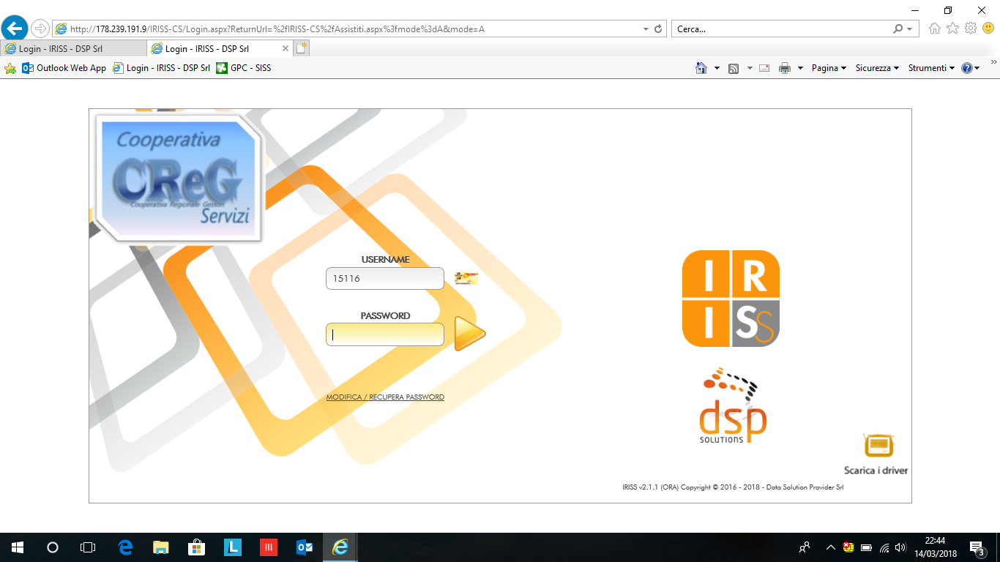 http://178.239.191.9/IRISS-CS/Login.aspx?ReturnUrl=%2fIRISS-CS%2fAssistiti.aspx%3fmode%3dA&mode=A
Cerca...
Login - IRISS - DSP Srl
Login - IRISS - DSP Srl
Outlook Web App
Login - IRISS - DSP Srl
GPC - SISS
Pagina
Sicurezza
Strumenti
Cooperativa
CReG
Cooperativa Regionale Gestori
Servizi
USERNAME
15116
PASSWORD
MODIFICA / RECUPERA PASSWORD
IR
ISS
dsp
SOLUTIONS
Scarica i driver
IRISS v2.1.1 (ORA) Copyright © 2016 - 2018 - Data Solution Provider Srl
22:44
14/03/2018
3